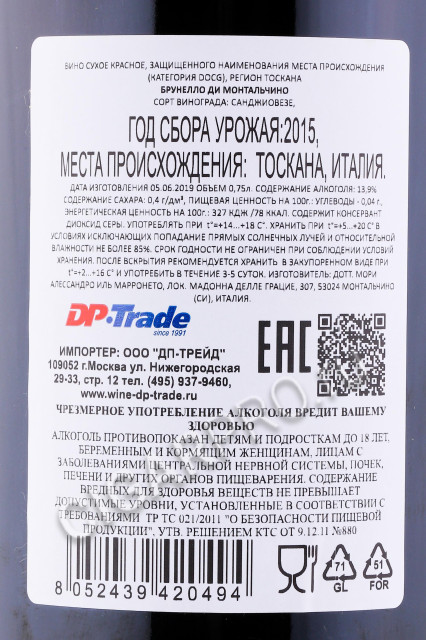 ВИНО СУХОЕ КРАСНОЕ, ЗАЩИЩЕННОГО НАИМЕНОВАНИЯ МЕСТА ПРОИСХОЖДЕНИЯ
(КАТЕГОРИЯ DOCG), РЕГИОН ТОСКАНА
БРУНЕЛЛО ДИ МОНТАЛЬЧИНО
СОРТ ВИНОГРАДА: САНДЖИОВЕЗЕ,
ГОД СБОРА УРОЖАЯ:2015,
МЕСТА ПРОИСХОЖДЕНИЯ: ТОСКАНА, ИТАЛИЯ.
ДАТА ИЗГОТОВЛЕНИЯ 05.06.2019 ОБЪЕМ 0,75л. СОДЕРЖАНИЕ АЛКОГОЛЯ: 13,9%
СОДЕРЖАНИЕ САХАРА: 0,4 г/дм³, ПИЩЕВАЯ ЦЕННОСТЬ НА 100г.: УГЛЕВОДЫ - 0,04 г.,
ЭНЕРГЕТИЧЕСКАЯ ЦЕННОСТЬ НА 100г.: 327 КДЖ /78 ККАЛ. СОДЕРЖИТ КОНСЕРВАНТ
ДИОКСИД СЕРЫ. УПОТРЕБЛЯТЬ ПРИ t°=+14...+18 С°. ХРАНИТЬ ПРИ t°=+5...+20 С° В
УСЛОВИЯХ ИСКЛЮЧАЮЩИХ ПОПАДАНИЕ ПРЯМЫХ СОЛНЕЧНЫХ ЛУЧЕЙ И ОТНОСИТЕЛЬНОЙ
ВЛАЖНОСТИ НЕ БОЛЕЕ 85%. СРОК ГОДНОСТИ НЕ ОГРАНИЧЕН ПРИ СОБЛЮДЕНИИ УСЛОВИЙ
ХРАНЕНИЯ. ПОСЛЕ ВСКРЫТИЯ РЕКОМЕНДУЕТСЯ ХРАНИТЬ В ЗАКУПОРЕННОМ ВИДЕ ПРИ
t°=+2...+16 С° И УПОТРЕБИТЬ В ТЕЧЕНИЕ 3-5 СУТОК. ИЗГОТОВИТЕЛЬ: ДОТТ. МОРИ
АЛЕССАНДРО ИЛЬ МАРРОНЕТО, ЛОК. МАДОННА ДЕЛЛЕ ГРАЦИЕ, 307, 53024 МОНТАЛЬЧИНО
(СИ), ИТАЛИЯ.
DP-Trade
since 1991
EAC
ИМПОРТЕР: ООО "ДП-ТРЕЙД"
109052 г.Москва ул. Нижегородская
29-33, стр. 12 тел. (495) 937-9460,
www.wine-dp-trade.ru
ЧРЕЗМЕРНОЕ УПОТРЕБЛЕНИЕ АЛКОГОЛЯ ВРЕДИТ ВАШЕМУ
ЗДОРОВЬЮ
АЛКОГОЛЬ ПРОТИВОПОКАЗАН ДЕТЯМ И ПОДРОСТКАМ ДО 18 ЛЕТ,
БЕРЕМЕННЫМ И КОРМЯЩИМ ЖЕНЩИНАМ, ЛИЦАМ С
ЗАБОЛЕВАНИЯМИ ЦЕНТРАЛЬНОЙ НЕРВНОЙ СИСТЕМЫ, ПОЧЕК,
ПЕЧЕНИ И ДРУГИХ ОРГАНОВ ПИЩЕВАРЕНИЯ. СОДЕРЖАНИЕ
ВРЕДНЫХ ДЛЯ ЗДОРОВЬЯ ВЕЩЕСТВ НЕ ПРЕВЫШАЕТ
ДОПУСТИМЫЕ УРОВНИ, УСТАНОВЛЕННЫЕ В СООТВЕТСТВИИ С
ТРЕБОВАНИЯМИ ТР ТС 021/2011 "О БЕЗОПАСНОСТИ ПИЩЕВОЙ
ПРОДУКЦИИ", УТВ. РЕШЕНИЕМ КТС ОТ 9.12.11 №880
8 052439 420494
71
GL
51
FOR